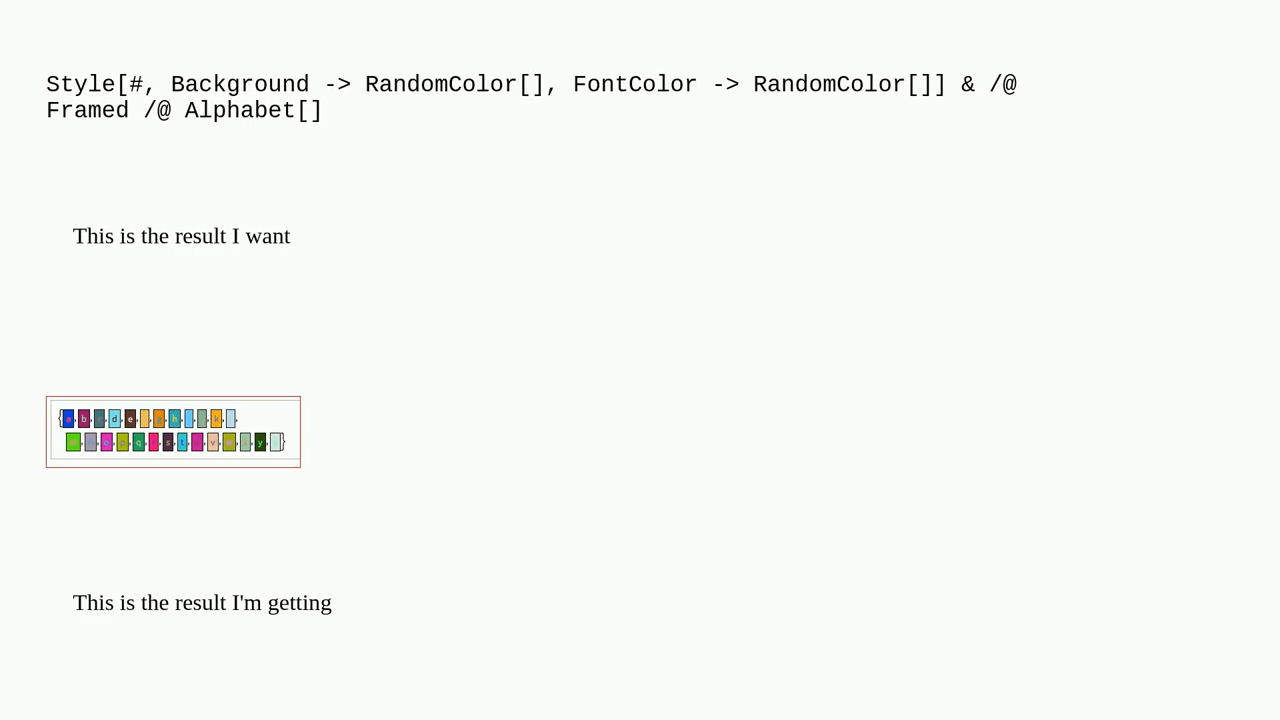 Style[#, Background -> RandomColor[], FontColor -> RandomColor[]] & /@
Framed /@ Alphabet[]
This is the result I want
This is the result I'm getting